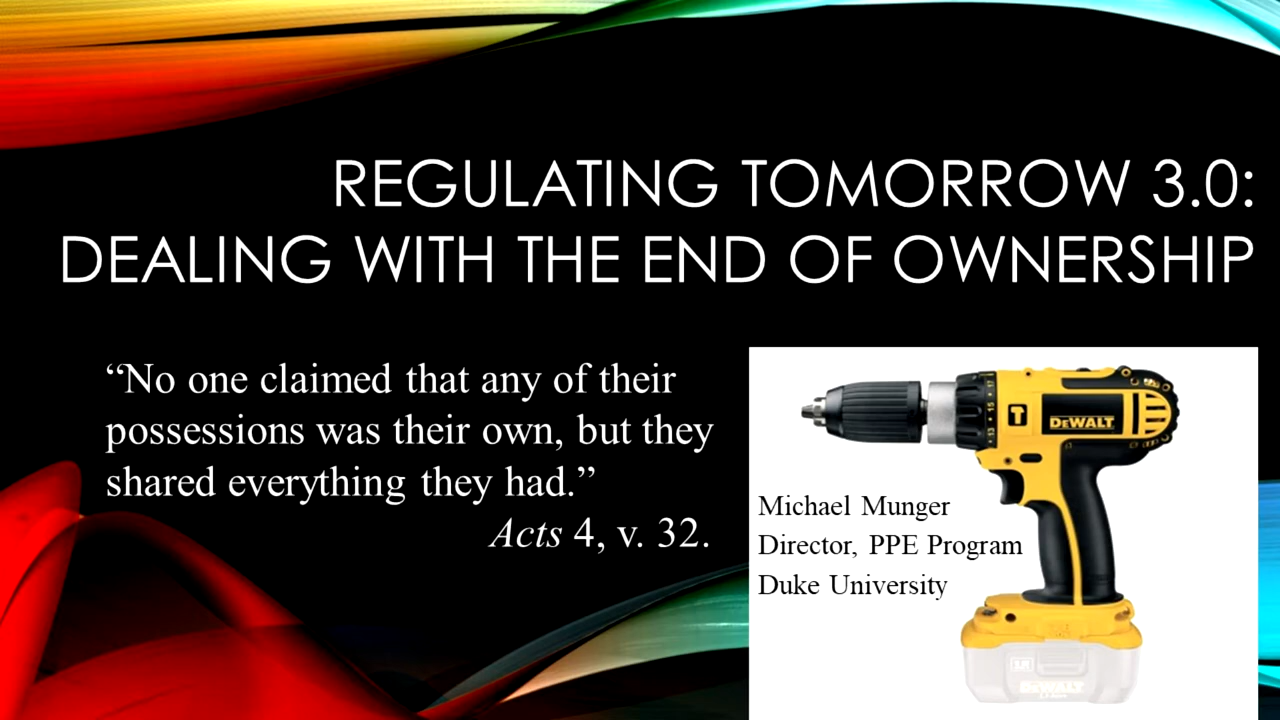 REGULATING TOMORROW 3.0:
DEALING WITH THE END OF OWNERSHIP
“No one claimed that any of their
possessions was their own, but they
shared everything they had.”
Acts 4, v. 32.
DEWALT
Michael Munger
Director, PPE Program
Duke University
DEWALT